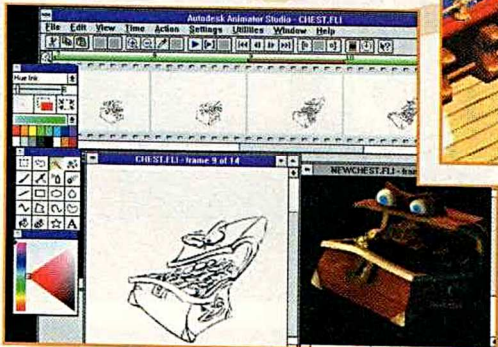 Autodesk Animator Studio - CHEST.FLI
File Edit View Time Action Settings Utilities Window Help
Hue Ink
CHEST.FLI - frame 9 of 14
NEWCHEST.FLI - fra
A